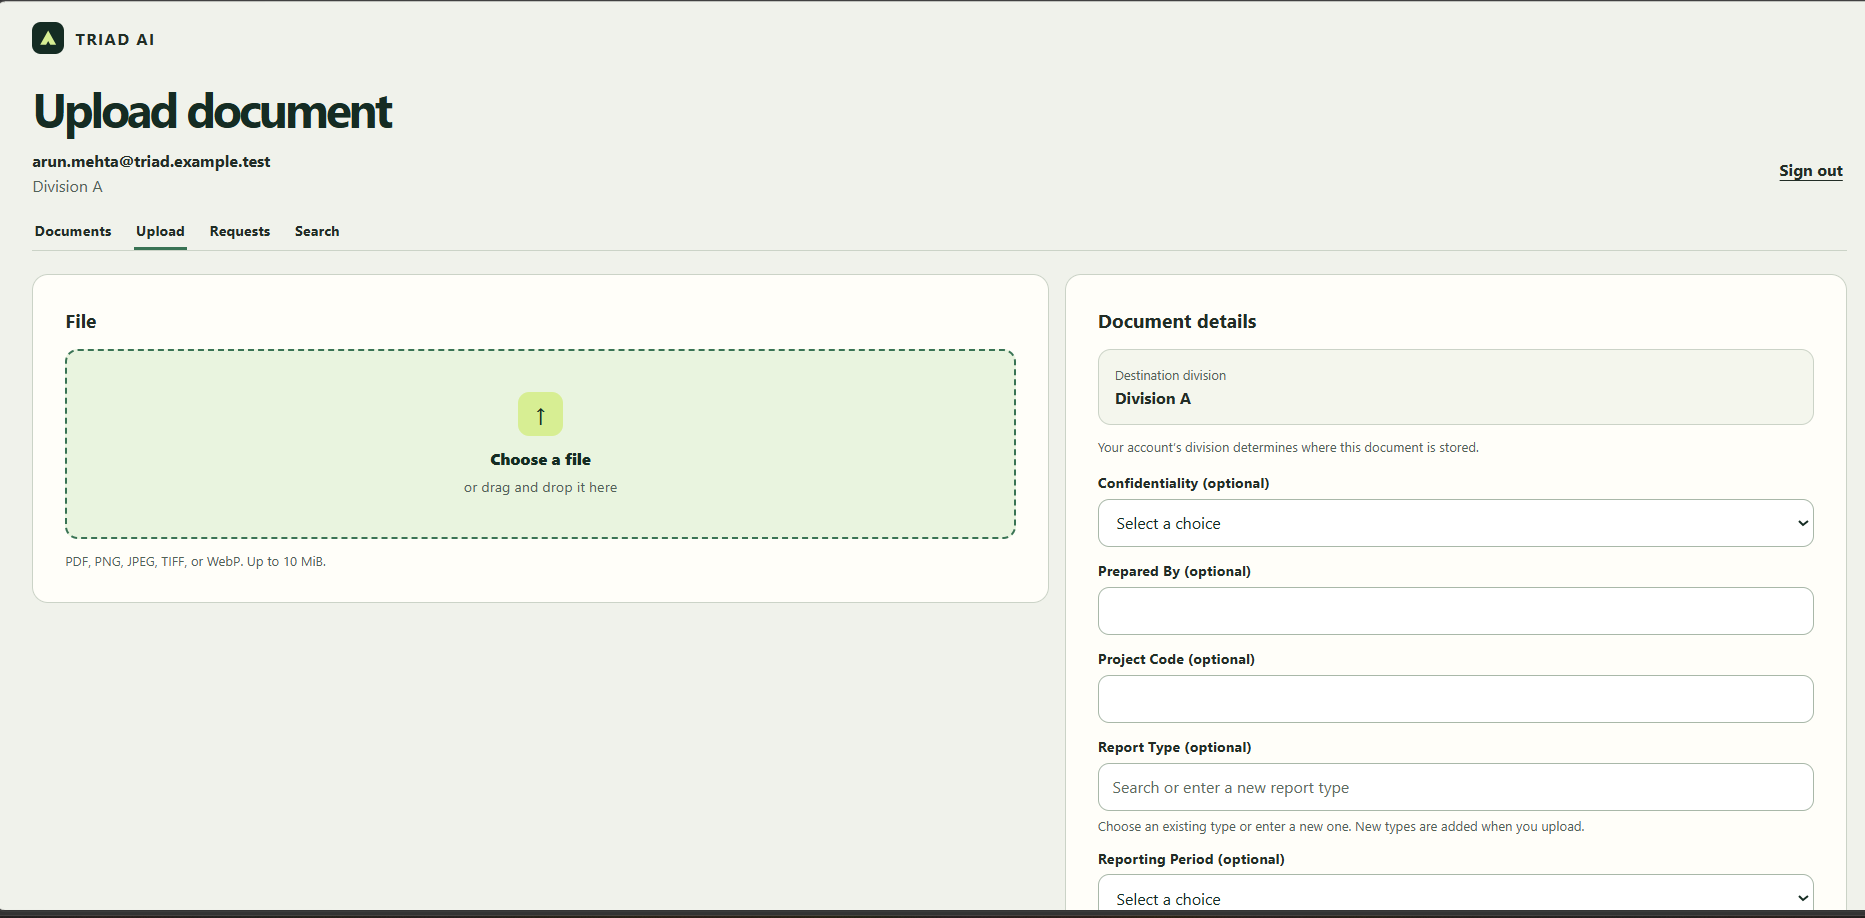 TRIAD AI
Upload document
arun.mehta@triad.example.test
Division A
Sign out
Documents
Upload
Requests
Search
File
↑
Choose a file
or drag and drop it here
PDF, PNG, JPEG, TIFF, or WebP. Up to 10 MiB.
Document details
Destination division
Division A
Your account's division determines where this document is stored.
Confidentiality (optional)
Select a choice
Prepared By (optional)
Project Code (optional)
Report Type (optional)
Search or enter a new report type
Choose an existing type or enter a new one. New types are added when you upload.
Reporting Period (optional)
Select a choice